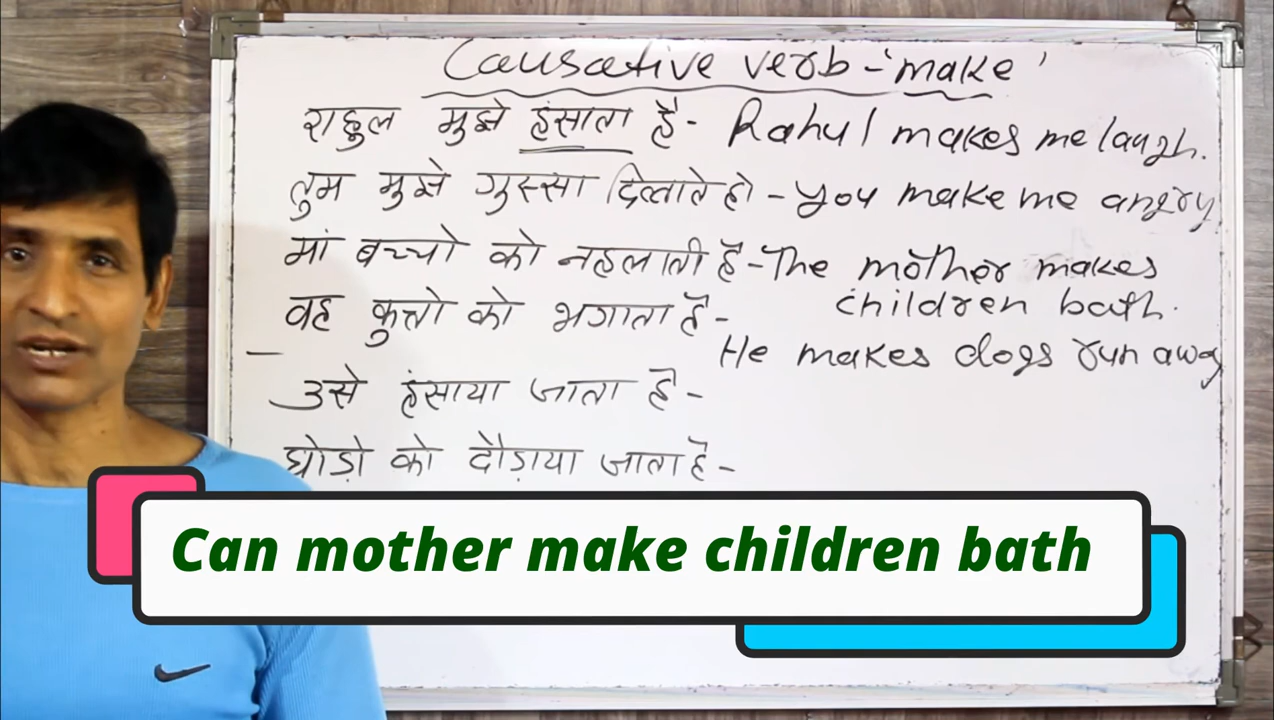 Causative verb - 'make'
राहुल मुझे हंसाता है - Rahul makes me laugh.
तुम मुझे गुस्सा दिलाते हो - you make me angry
मां बच्चो को नहलाती है - The mother makes
children bath.
वह कुत्तो को भगाता है -
He makes dogs run away
उसे हंसाया जाता है -
घोडो को दौड़ाया जाता है -
Can mother make children bath